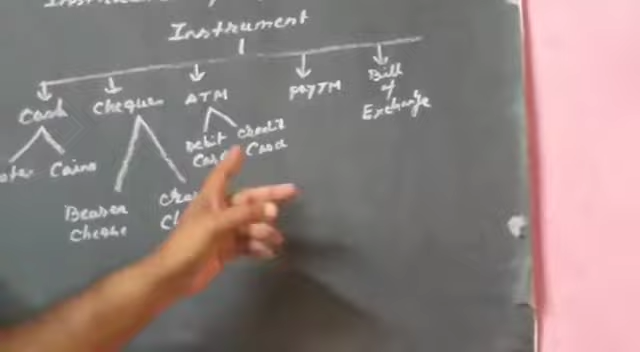 Instrument
Cash
Cheque
ATM
PAYTM
Bill
of
Exchange
Coins
Debit Credit
Card Card
Bearer
Cheque